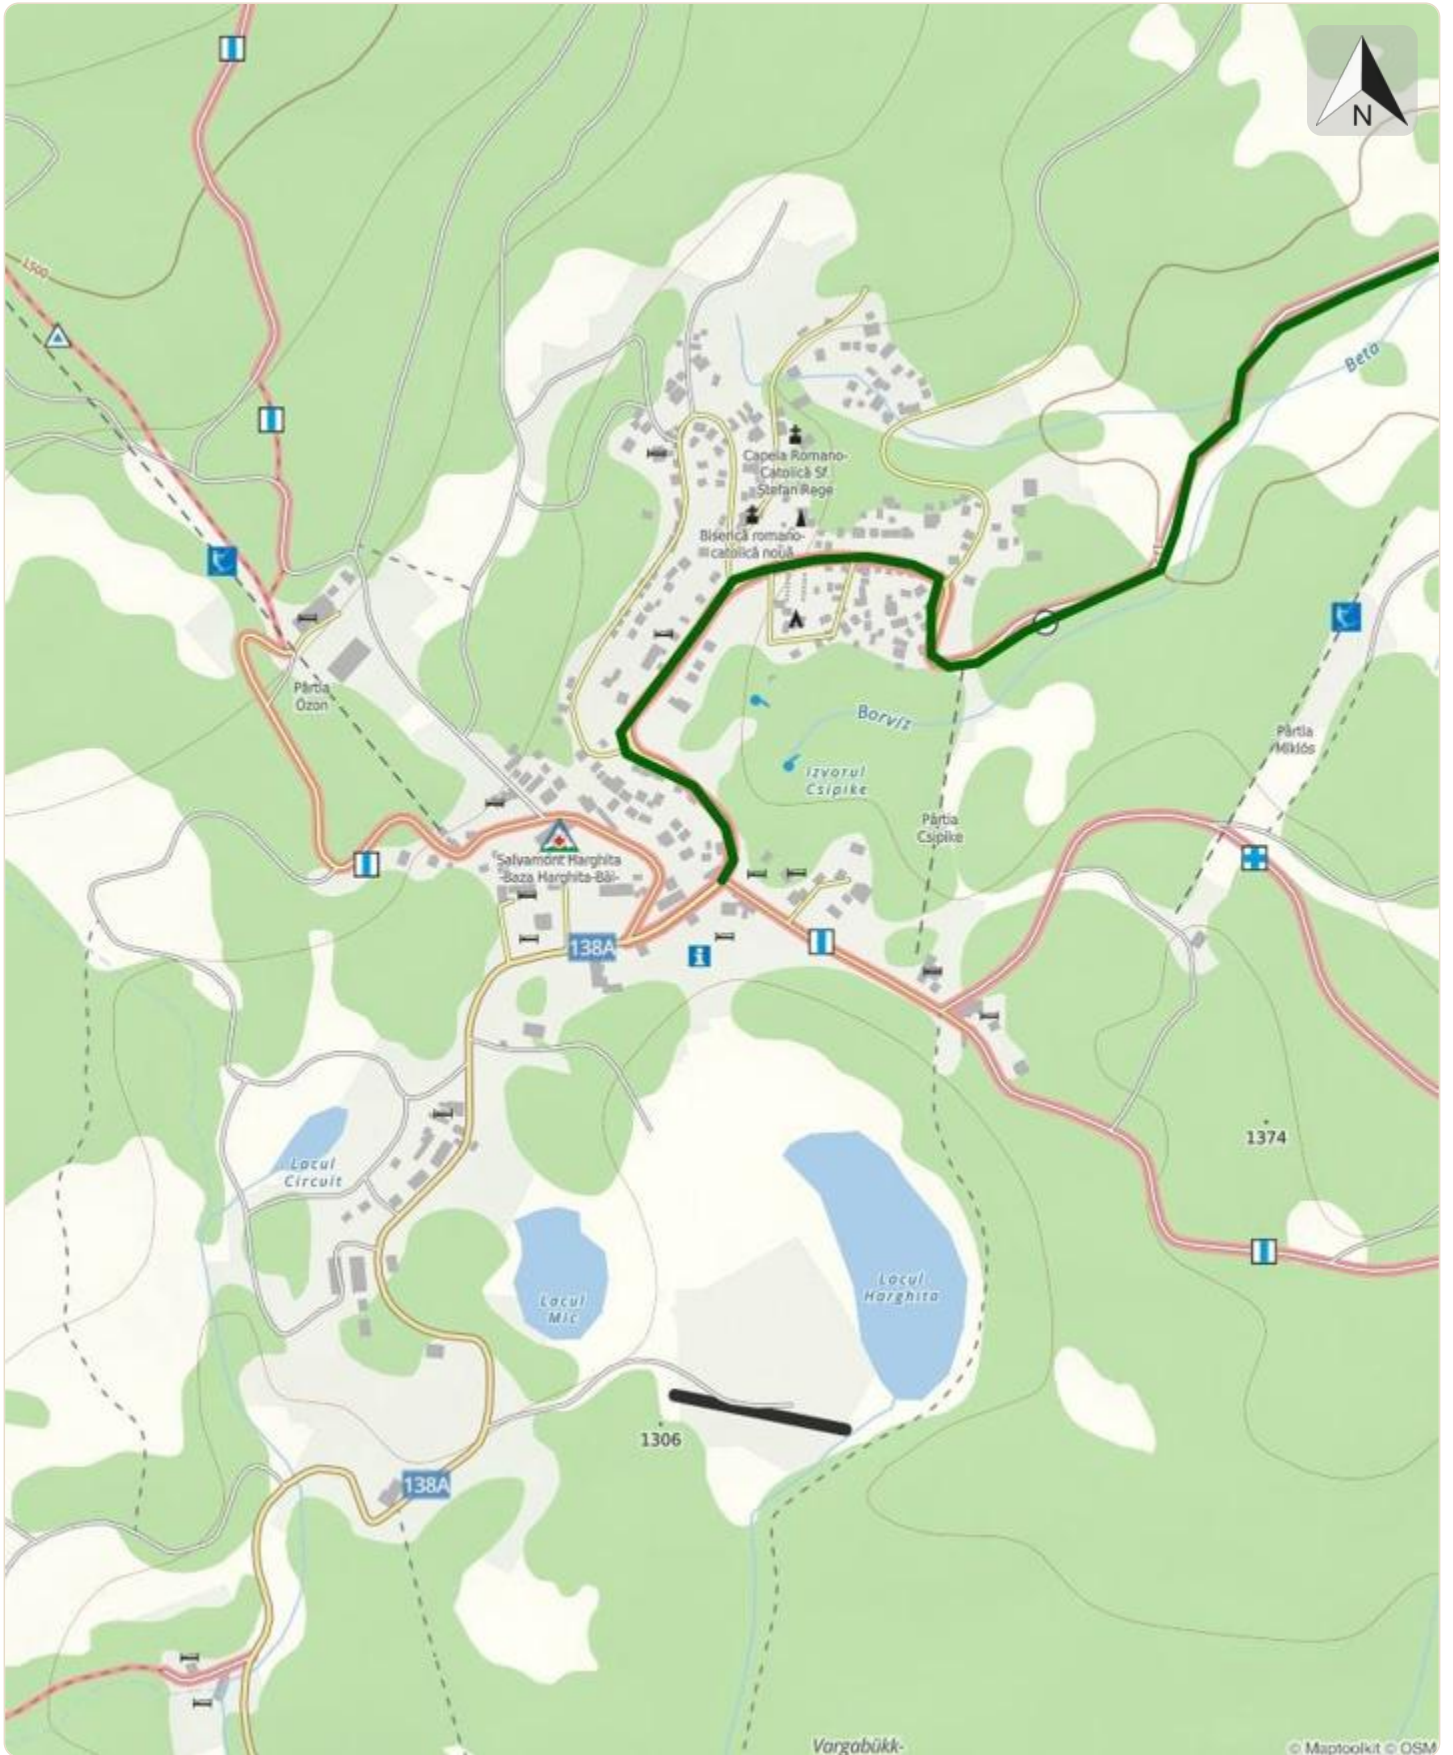 N
1500
Beta
Capela Romano-
Catolică Sf.
Ștefan Rege
Biserica romano-
catolică nouă
Pârtia
Ozon
Borvíz
Pârtia
Miklós
Izvorul
Csipike
Pârtia
Csipike
Salvamont Harghita
-Baza Harghita-Băi-
138A
1374
Lacul
Circuit
Lacul
Harghita
Lacul
Mic
1306
138A
Vargabükk-
© Maptoolkit © OSM